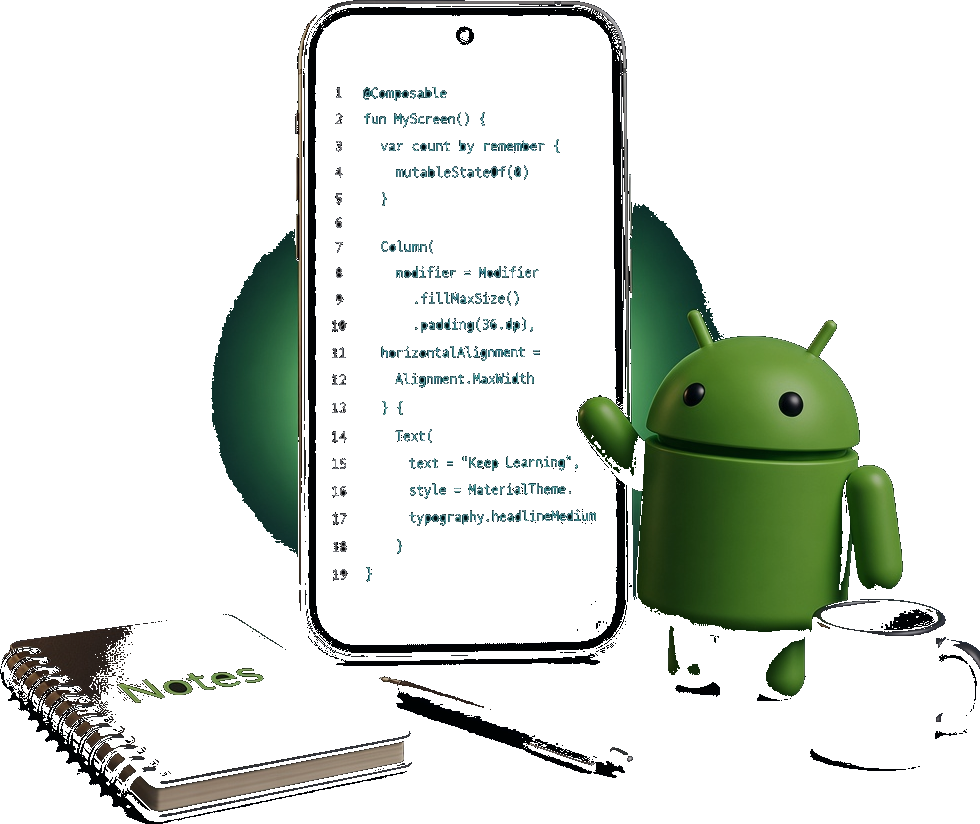 1 @Composable
2 fun MyScreen() {
3 var count by remember {
4 mutableStateOf(0)
5 }
6
7 Column(
8 modifier = Modifier
9 .fillMaxSize()
10 .padding(36.dp),
11 horizontalAlignment =
12 Alignment.MaxWidth
13 } {
14 Text(
15 text = "Keep Learning",
16 style = MaterialTheme.
17 typography.headlineMedium
18 }
19 }
Notes